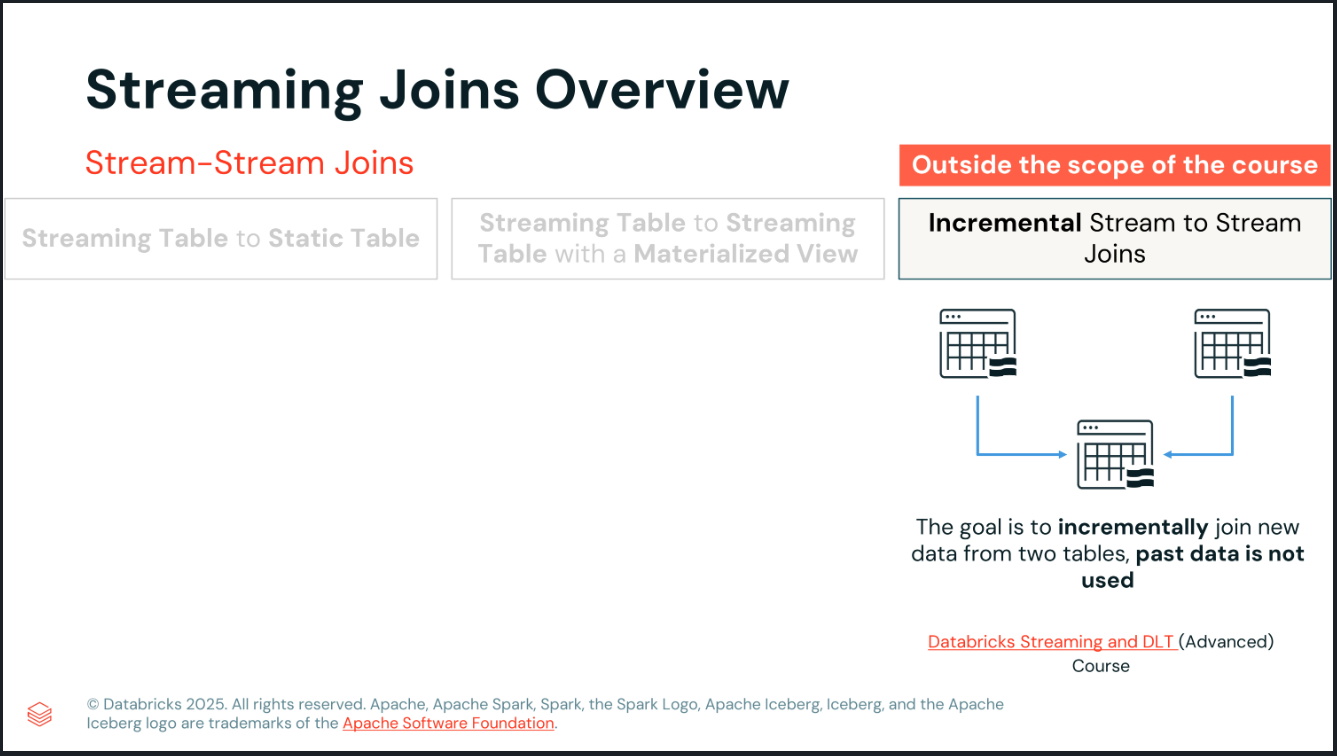 Streaming Joins Overview
Stream-Stream Joins
Outside the scope of the course
Streaming Table to Static Table
Streaming Table to Streaming
Table with a Materialized View
Incremental Stream to Stream
Joins
The goal is to incrementally join new
data from two tables, past data is not
used
Databricks Streaming and DLT (Advanced)
Course
© Databricks 2025. All rights reserved. Apache, Apache Spark, Spark, the Spark Logo, Apache Iceberg, Iceberg, and the Apache
Iceberg logo are trademarks of the Apache Software Foundation.